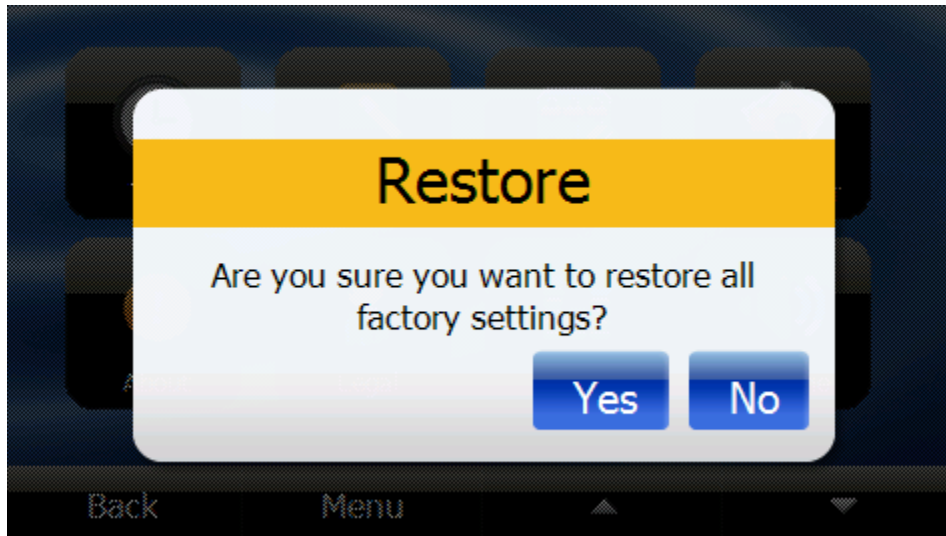 Restore
Are you sure you want to restore all
factory settings?
Yes No
Back Menu